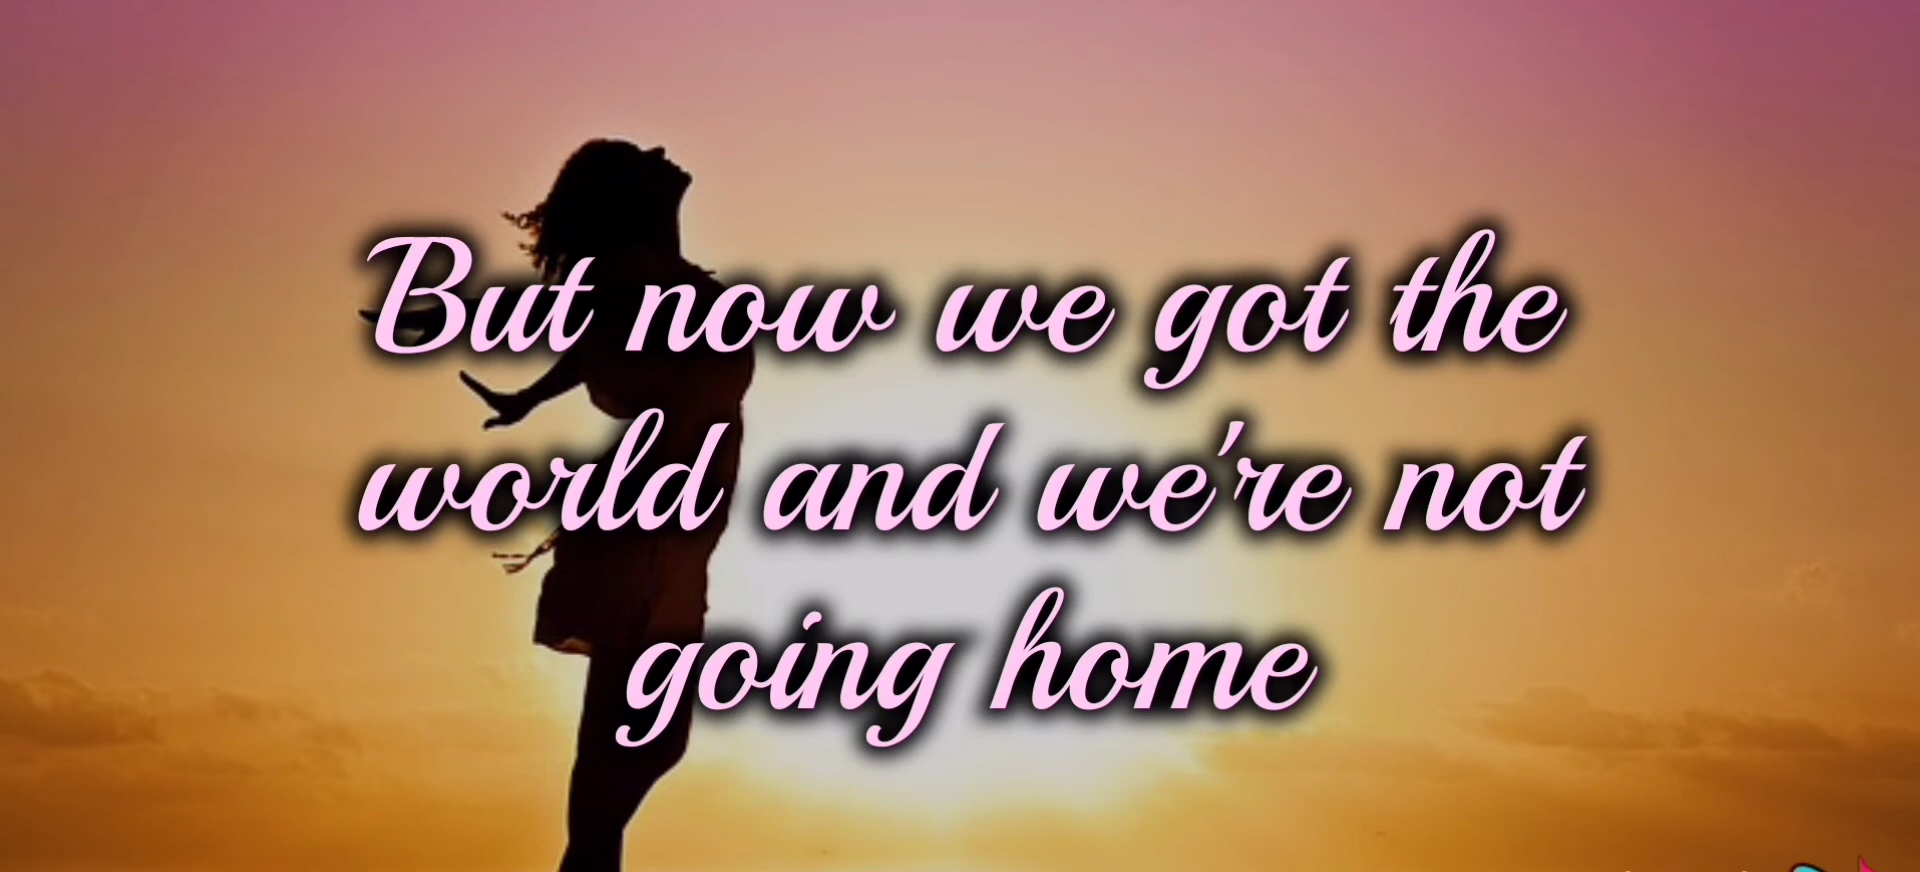 But now we got the
world and we're not
going home